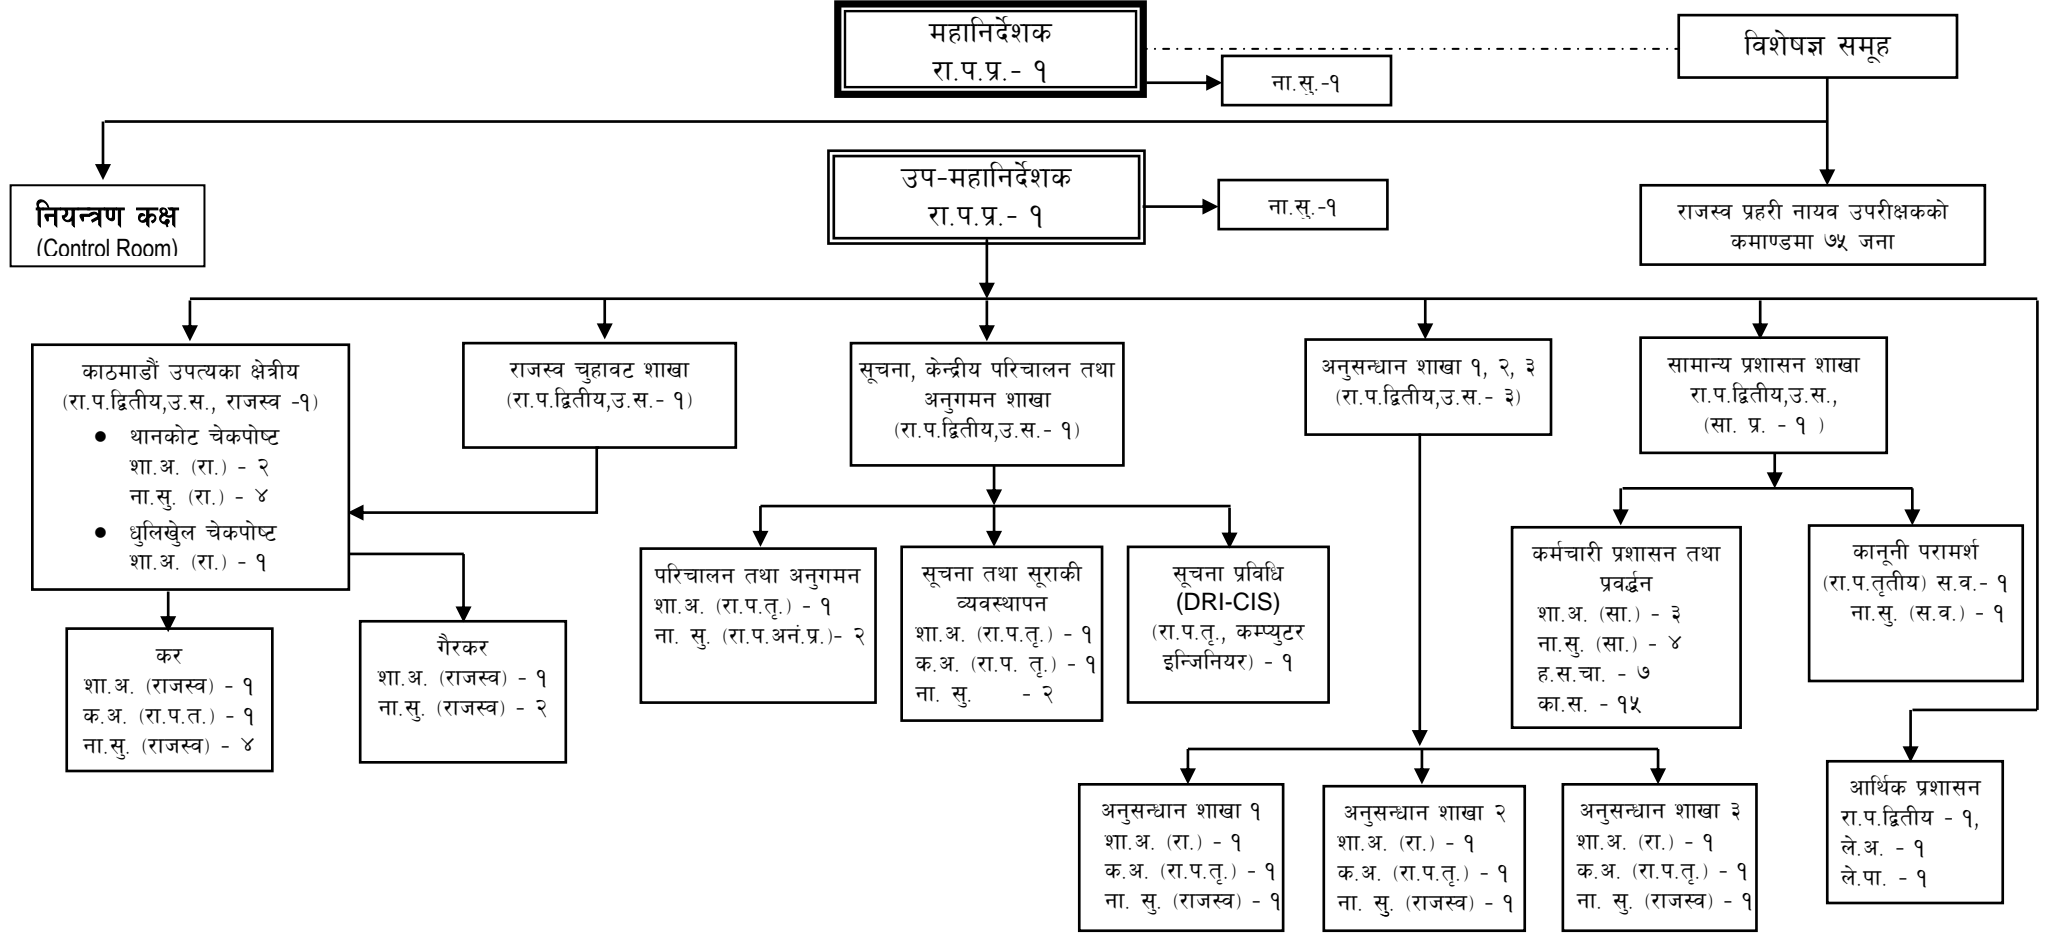 महानिर्देशक
रा.प.प्र.- १
विशेषज्ञ समूह
ना.सु.-१
उप-महानिर्देशक
रा.प.प्र.- १
ना.सु.-१
नियन्त्रण कक्ष
(Control Room)
राजस्व प्रहरी नायव उपरीक्षकको
कमाण्डमा ७५ जना
काठमाडौं उपत्यका क्षेत्रीय
(रा.प.द्वितीय,उ.स., राजस्व -१)
● थानकोट चेकपोष्ट
शा.अ. (रा.) - २
ना.सु. (रा.) - ४
● धुलिखेल चेकपोष्ट
शा.अ. (रा.) - १
राजस्व चुहावट शाखा
(रा.प.द्वितीय,उ.स.- १)
सूचना, केन्द्रीय परिचालन तथा
अनुगमन शाखा
(रा.प.द्वितीय,उ.स.- १)
अनुसन्धान शाखा १, २, ३
(रा.प.द्वितीय,उ.स.- ३)
सामान्य प्रशासन शाखा
रा.प.द्वितीय,उ.स.,
(सा. प्र. - १ )
कर
शा.अ. (राजस्व) - १
क.अ. (रा.प.त.) - १
ना.सु. (राजस्व) - ४
गैरकर
शा.अ. (राजस्व) - १
ना.सु. (राजस्व) - २
परिचालन तथा अनुगमन
शा.अ. (रा.प.तृ.) - १
ना. सु. (रा.प.अनं.प्र.)- २
सूचना तथा सूराकी
व्यवस्थापन
शा.अ. (रा.प.तृ.) - १
क.अ. (रा.प. तृ.) - १
ना. सु. - २
सूचना प्रविधि
(DRI-CIS)
(रा.प.तृ., कम्प्युटर
इन्जिनियर) - १
कर्मचारी प्रशासन तथा
प्रवर्द्धन
शा.अ. (सा.) - ३
ना.सु. (सा.) - ४
ह.स.चा. - ७
का.स. - १५
कानूनी परामर्श
(रा.प.तृतीय) स.व.- १
ना.सु. (स.व.) - १
अनुसन्धान शाखा १
शा.अ. (रा.) - १
क.अ. (रा.प.तृ.) - १
ना. सु. (राजस्व) - १
अनुसन्धान शाखा २
शा.अ. (रा.) - १
क.अ. (रा.प.तृ.) - १
ना. सु. (राजस्व) - १
अनुसन्धान शाखा ३
शा.अ. (रा.) - १
क.अ. (रा.प.तृ.) - १
ना. सु. (राजस्व) - १
आर्थिक प्रशासन
रा.प.द्वितीय - १,
ले.अ. - १
ले.पा. - १